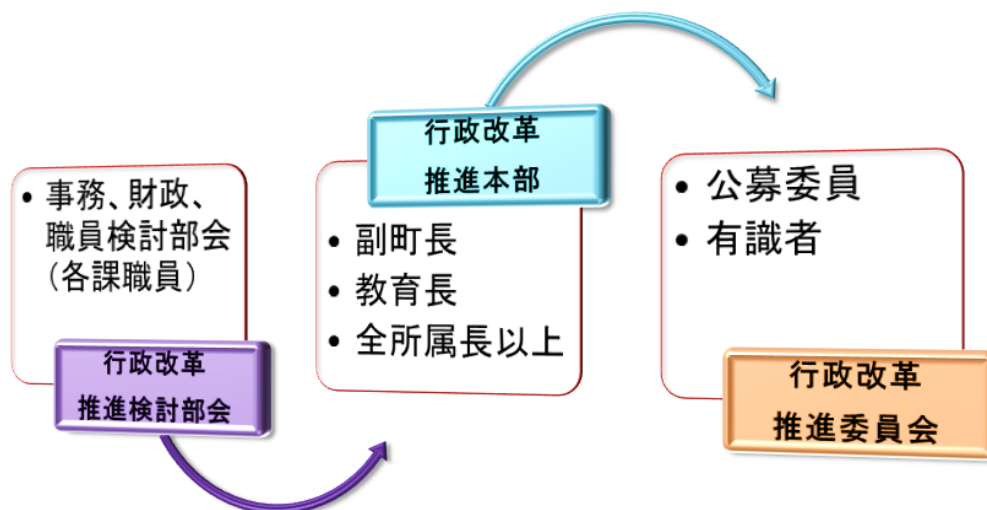 • 事務、財政、
職員検討部会
（各課職員）
行政改革
推進検討部会
行政改革
推進本部
• 副町長
• 教育長
• 全所属長以上
• 公募委員
• 有識者
行政改革
推進委員会